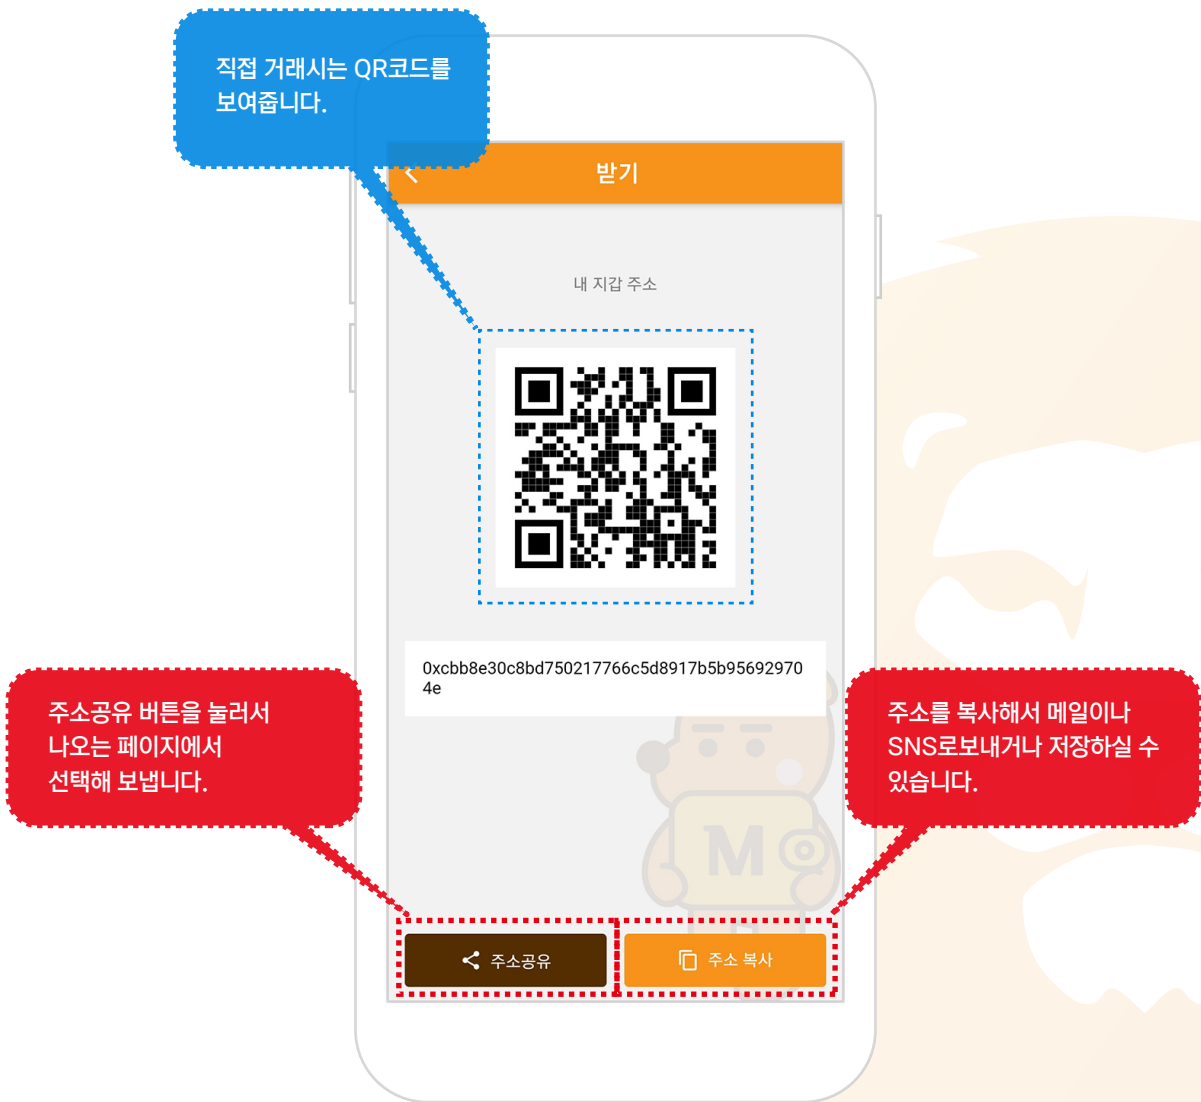 직접 거래시는 QR코드를
보여줍니다.
받기
내 지갑 주소
0xcbb8e30c8bd750217766c5d8917b5b95692970
4e
주소공유 버튼을 눌러서
나오는 페이지에서
선택해 보냅니다.
주소를 복사해서 메일이나
SNS로보내거나 저장하실 수
있습니다.
M
주소공유
주소 복사